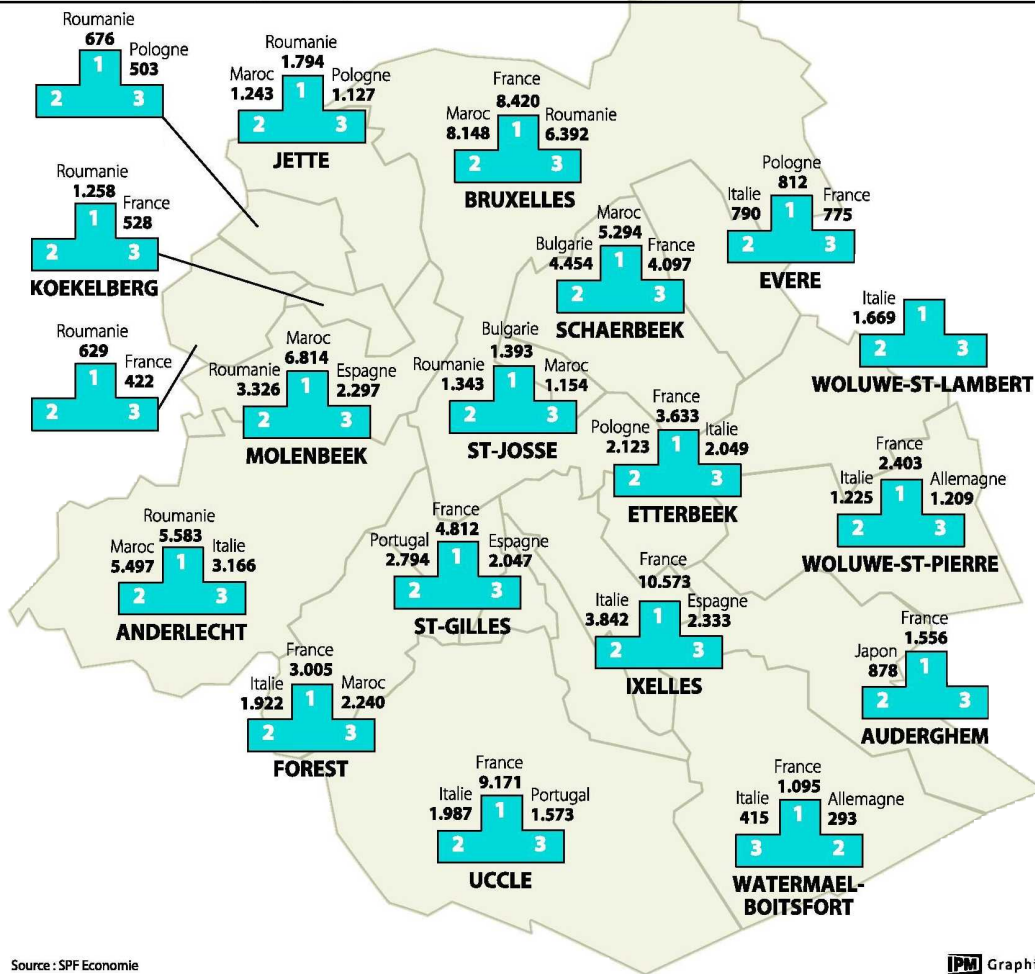 Roumanie
676
Pologne
503
1
2 3
Roumanie
1.794
Maroc
1.243
Pologne
1.127
1
2 3
JETTE
France
8.420
Maroc
8.148
Roumanie
6.392
1
2 3
BRUXELLES
Roumanie
1.258
France
528
1
2 3
KOEKELBERG
Pologne
812
Italie
790
France
775
1
2 3
EVERE
Maroc
5.294
Bulgarie
4.454
France
4.097
1
2 3
SCHAERBEEK
Italie
1.669
1
2 3
WOLUWE-ST-LAMBERT
Roumanie
629
France
422
1
2 3
Maroc
6.814
Roumanie
3.326
Espagne
2.297
1
2 3
MOLENBEEK
Bulgarie
1.393
Roumanie
1.343
Maroc
1.154
1
2 3
ST-JOSSE
France
3.633
Pologne
2.123
Italie
2.049
1
2 3
ETTERBEEK
France
2.403
Italie
1.225
Allemagne
1.209
1
2 3
WOLUWE-ST-PIERRE
Roumanie
5.583
Maroc
5.497
Italie
3.166
1
2 3
ANDERLECHT
France
4.812
Portugal
2.794
Espagne
2.047
1
2 3
ST-GILLES
France
10.573
Italie
3.842
Espagne
2.333
1
2 3
IXELLES
France
1.556
Japon
878
1
2 3
AUDERGHEM
France
3.005
Italie
1.922
Maroc
2.240
1
2 3
FOREST
France
9.171
Italie
1.987
Portugal
1.573
1
2 3
UCCLE
France
1.095
Italie
415
Allemagne
293
1
3 2
WATERMAEL-
BOITSFORT
Source : SPF Economie
IPM